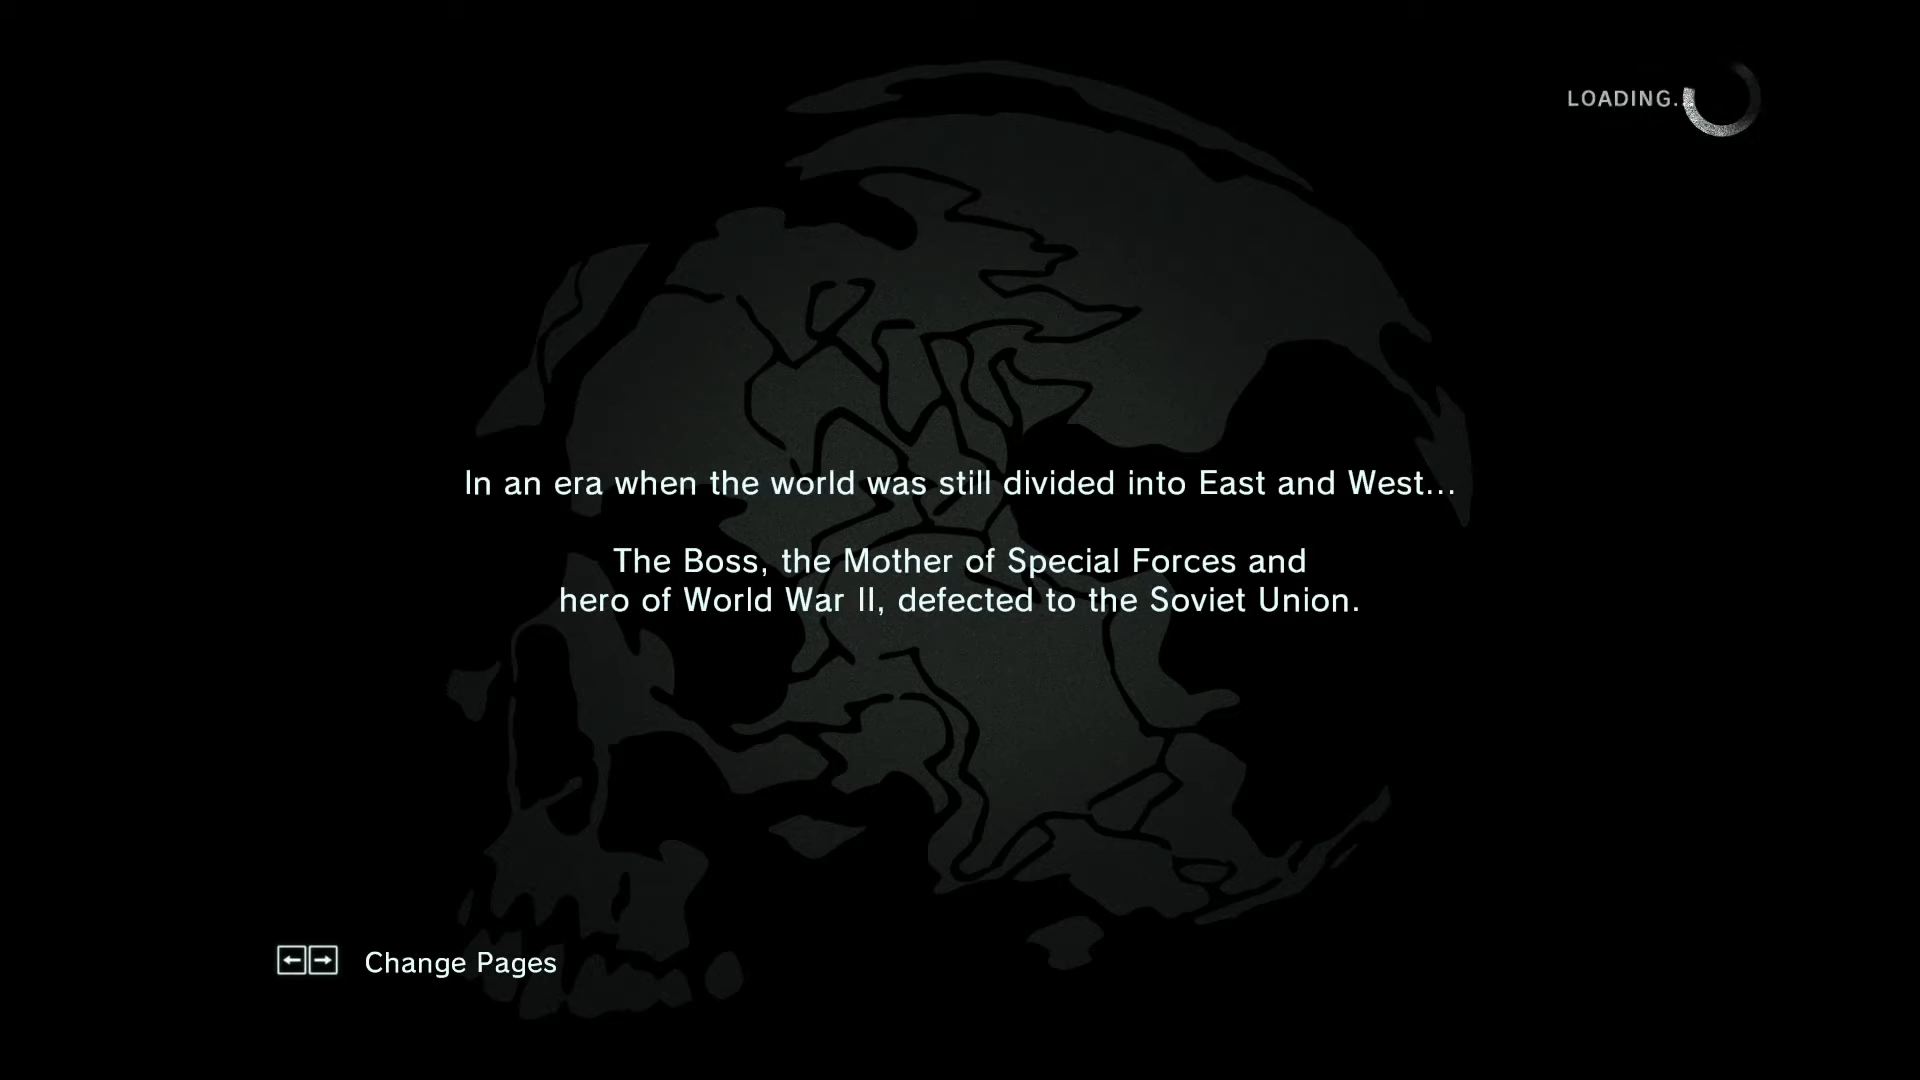 LOADING.
In an era when the world was still divided into East and West...
The Boss, the Mother of Special Forces and
hero of World War II, defected to the Soviet Union.
Change Pages